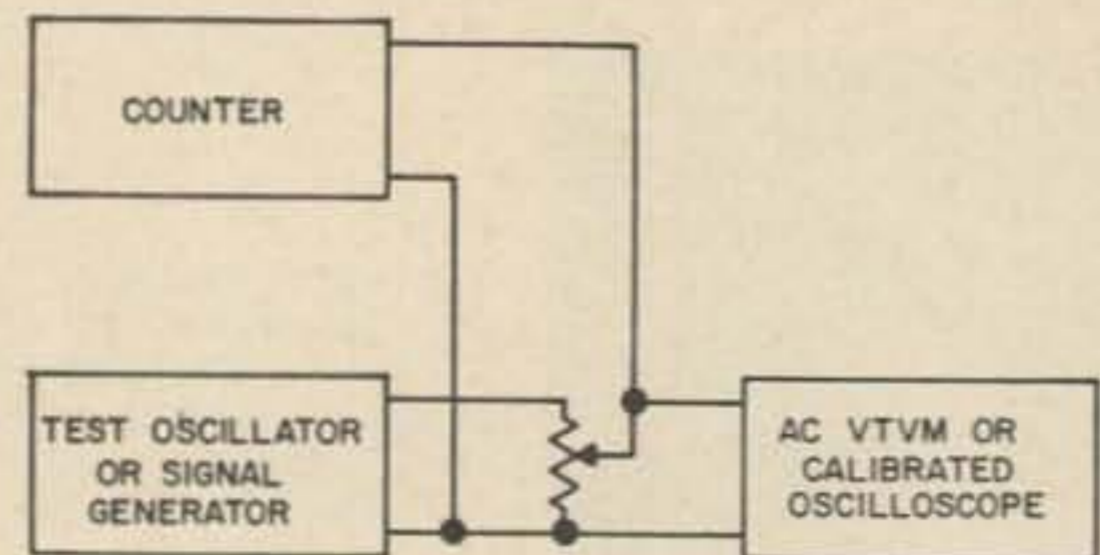 COUNTER
TEST OSCILLATOR
OR SIGNAL
GENERATOR
AC VTVM OR
CALIBRATED
OSCILLOSCOPE